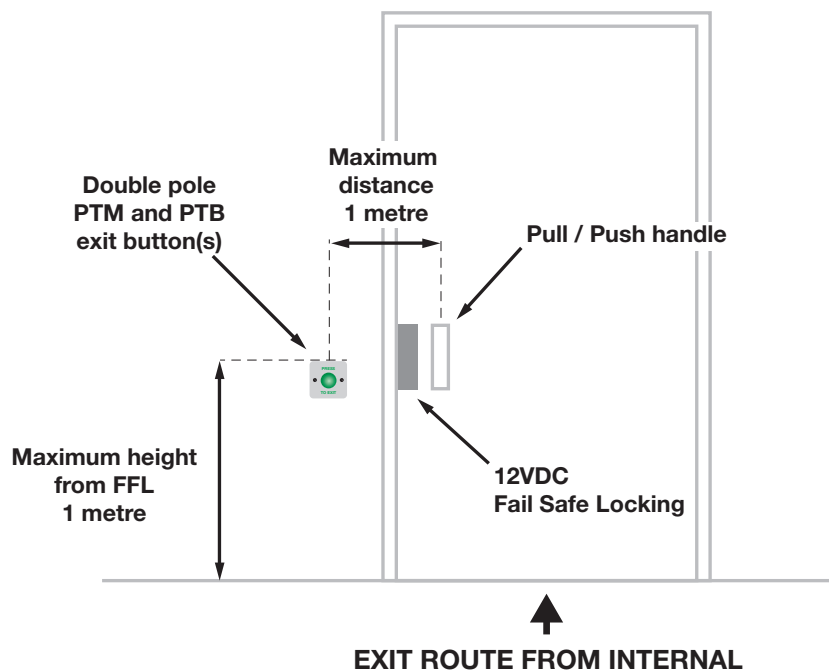 Maximum
distance
1 metre
Double pole
PTM and PTB
exit button(s)
Pull / Push handle
PRESS
TO EXIT
Maximum height
from FFL
1 metre
12VDC
Fail Safe Locking
EXIT ROUTE FROM INTERNAL